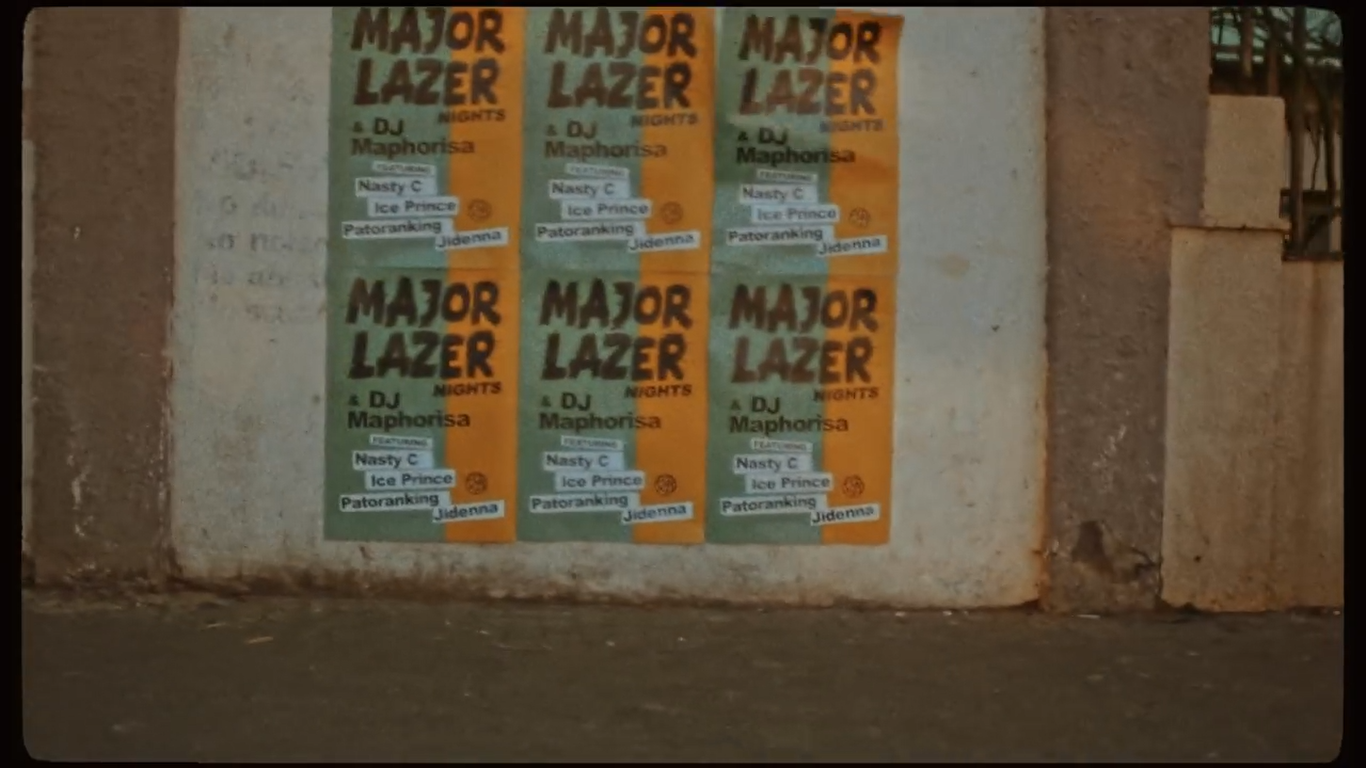 MAJOR
LAZER
NIGHTS
& DJ
Maphorisa
FEATURING
Nasty C
Ice Prince
Patoranking
Jidenna
MAJOR
LAZER
NIGHTS
& DJ
Maphorisa
FEATURING
Nasty C
Ice Prince
Patoranking
Jidenna
MAJOR
LAZER
NIGHTS
& DJ
Maphorisa
FEATURING
Nasty C
Ice Prince
Patoranking
Jidenna
MAJOR
LAZER
NIGHTS
& DJ
Maphorisa
FEATURING
Nasty C
Ice Prince
Patoranking
Jidenna
MAJOR
LAZER
NIGHTS
& DJ
Maphorisa
FEATURING
Nasty C
Ice Prince
Patoranking
Jidenna
MAJOR
LAZER
NIGHTS
& DJ
Maphorisa
FEATURING
Nasty C
Ice Prince
Patoranking
Jidenna